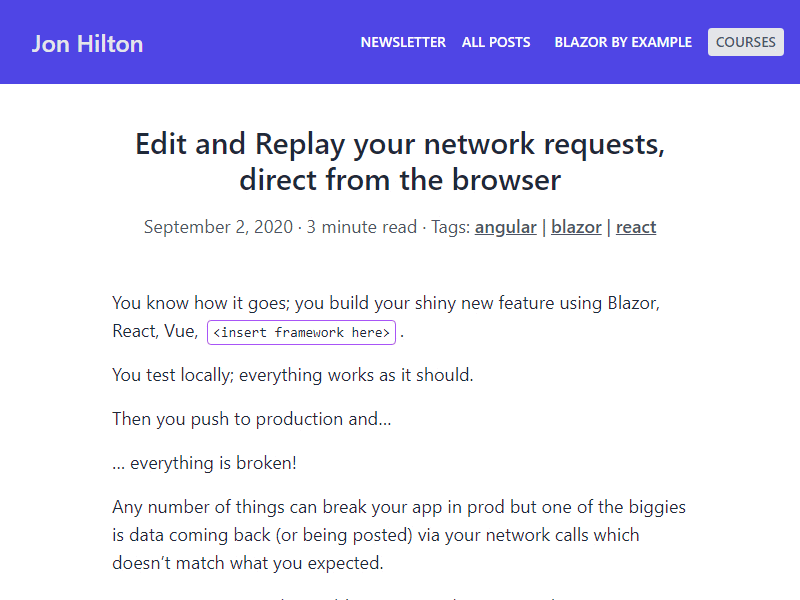 Jon Hilton
NEWSLETTER ALL POSTS BLAZOR BY EXAMPLE COURSES
Edit and Replay your network requests,
direct from the browser
September 2, 2020 · 3 minute read · Tags: angular | blazor | react
You know how it goes; you build your shiny new feature using Blazor,
React, Vue, <insert framework here> .
You test locally; everything works as it should.
Then you push to production and…
… everything is broken!
Any number of things can break your app in prod but one of the biggies
is data coming back (or being posted) via your network calls which
doesn’t match what you expected.